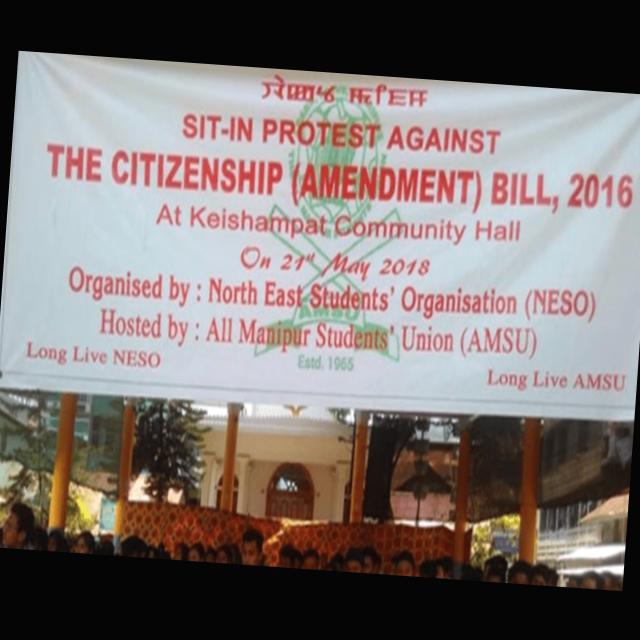 SIT-IN PROTEST AGAINST
THE CITIZENSHIP (AMENDMENT) BILL, 2016
At Keishampat Community Hall
On 21st May 2018
Organised by : North East Students' Organisation (NESO)
AMSU
Hosted by : All Manipur Students' Union (AMSU)
Estd. 1965
Long Live NESO
Long Live AMSU